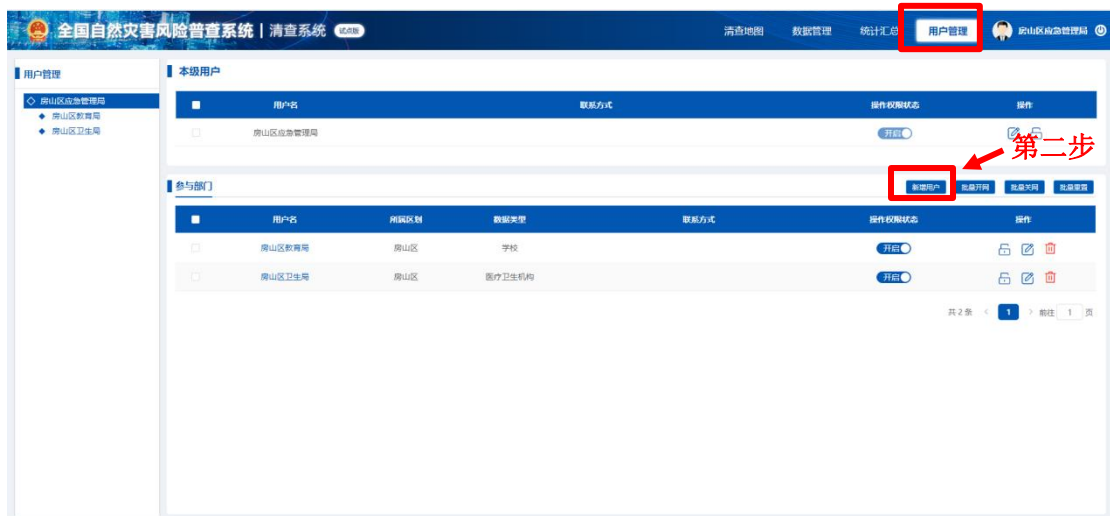 全国自然灾害风险普查系统 | 清查系统 试点版
清查地图 数据管理 统计汇总 用户管理 房山区应急管理局
用户管理
房山区应急管理局
房山区教育局
房山区卫生局
本级用户
用户名 联系方式 操作权限状态 操作
房山区应急管理局 开启
第二步
参与部门
新增用户 批量开网 批量关网 批量重置
用户名 所属区划 数据类型 联系方式 操作权限状态 操作
房山区教育局 房山区 学校 开启
房山区卫生局 房山区 医疗卫生机构 开启
共 2 条 < 1 > 前往 1 页